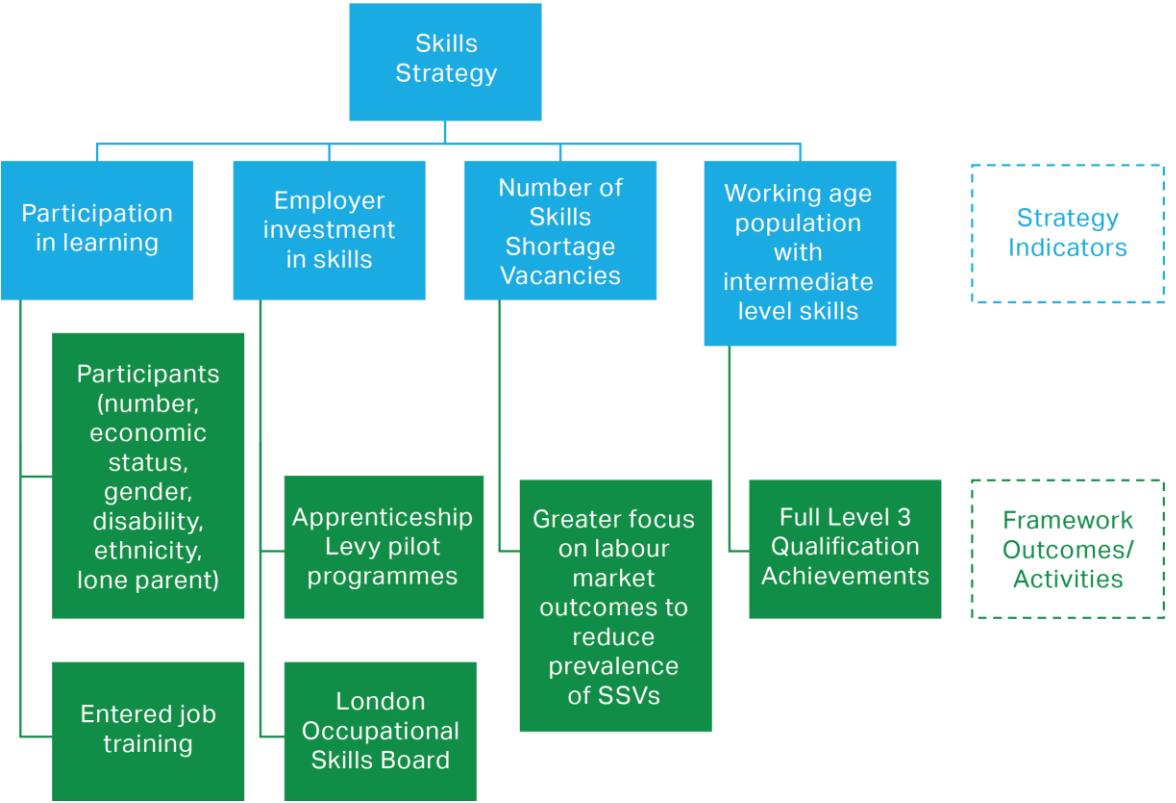 Skills
Strategy
Participation
in learning
Employer
investment
in skills
Number of
Skills
Shortage
Vacancies
Working age
population
with
intermediate
level skills
Strategy
Indicators
Participants
(number,
economic
status,
gender,
disability,
ethnicity,
lone parent)
Apprenticeship
Levy pilot
programmes
Greater focus
on labour
market
outcomes to
reduce
prevalence
of SSVs
Full Level 3
Qualification
Achievements
Framework
Outcomes/
Activities
Entered job
training
London
Occupational
Skills Board